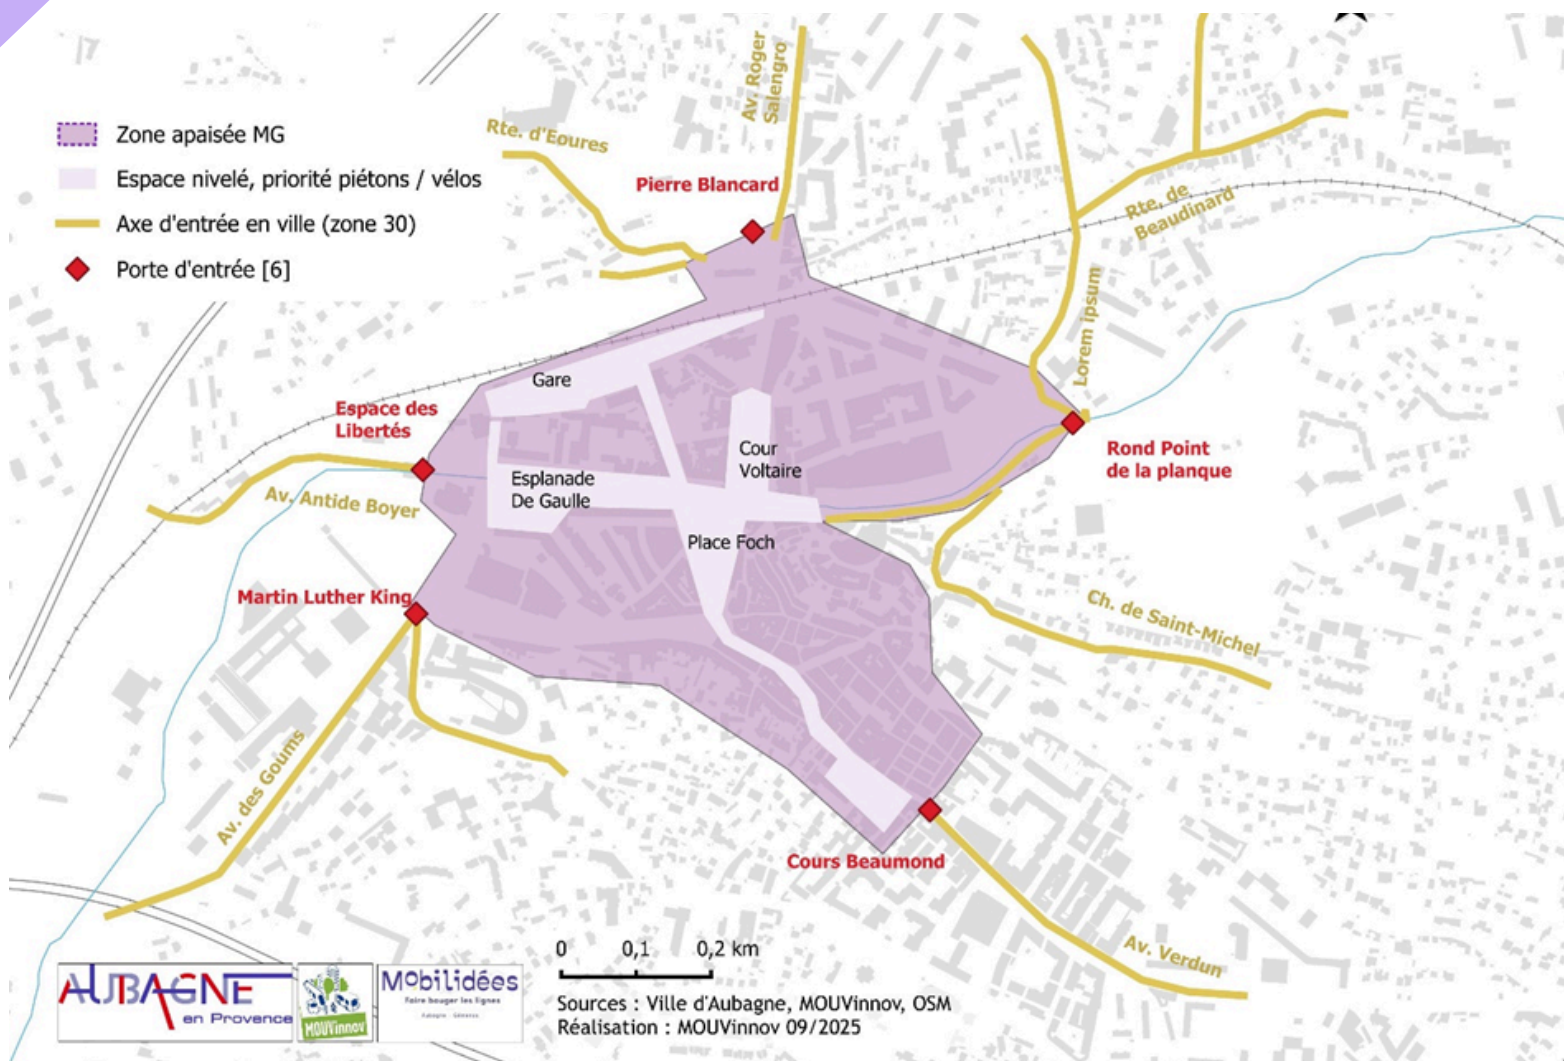 Zone apaisée MG
Espace nivelé, priorité piétons / vélos
Axe d'entrée en ville (zone 30)
Porte d'entrée [6]
Rte. d'Eoures
Av. Roger
Salengro
Pierre Blancard
Rte. de
Beaudinard
Lorem ipsum
Gare
Espace des
Libertés
Cour
Voltaire
Rond Point
de la planque
Esplanade
De Gaulle
Av. Antide Boyer
Place Foch
Martin Luther King
Ch. de Saint-Michel
Av. des Goums
Cours Beaumond
Av. Verdun
0 0,1 0,2 km
Sources : Ville d'Aubagne, MOUVinnov, OSM
Réalisation : MOUVinnov 09/2025
AUBAGNE
en Provence
MOUVinnov
Mobilidées
Faire bouger les lignes
Aubagne - Gémenos